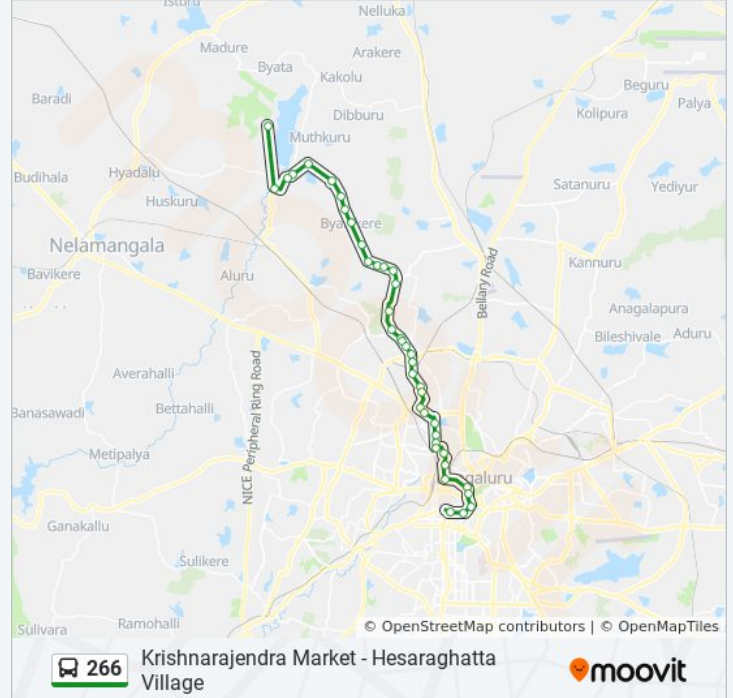 Isturu
Nelluka
Madure
Arakere
Byata
Kakolu
Beguru
Baradi
Palya
Dibburu
Kolipura
Muthkuru
Budihala
Hyadalu
Satanuru
Yediyur
Huskuru
Nelamangala
Bellary Road
Kannuru
Bavikere
Aluru
Anagalapura
Bileshivale
Aduru
Averahalli
NICE Peripheral Ring Road
Banasawadi
Bettahalli
Metipalya
galuru
Ganakallu
Sulikere
Sulivara
Ramohalli
© OpenStreetMap contributors | © OpenMapTiles
266
Krishnarajendra Market - Hesaraghatta
Village
moovit